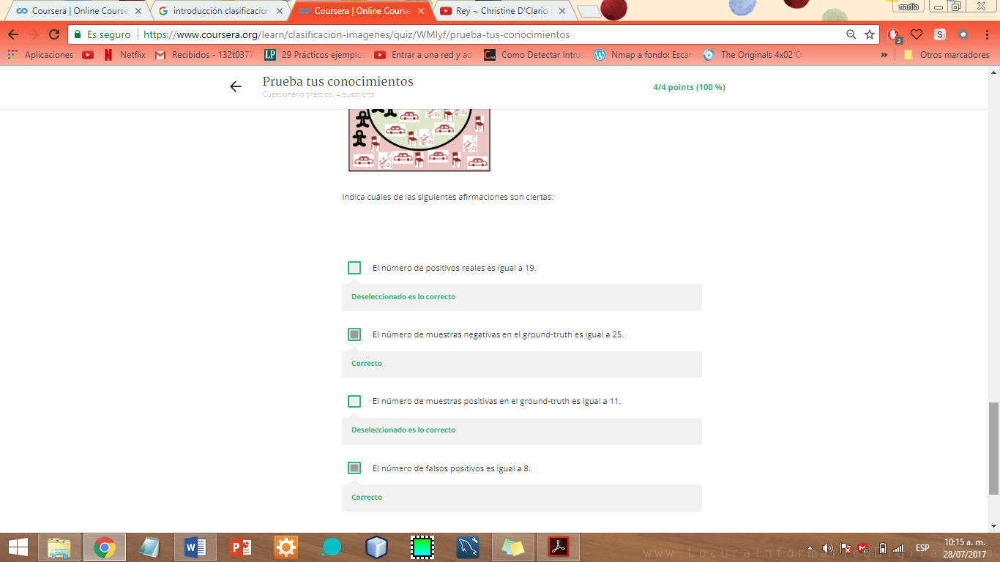 Coursera | Online Course
introducción clasificacion
Coursera | Online Course
Rey ~ Christine D'Clario (
nadia
Es seguro
https://www.coursera.org/learn/clasificacion-imagenes/quiz/WMlyf/prueba-tus-conocimientos
2
S
Aplicaciones
Netflix
Recibidos - 132t0377
LP
29 Prácticos ejemplo
Entrar a una red y ad
Como Detectar Intrus
Nmap a fondo: Escan
The Originals 4x02 O
»
Otros marcadores
Prueba tus conocimientos
Cuestionario práctico, 4 questions
4/4 points (100 %)
Indica cuáles de las siguientes afirmaciones son ciertas:
El número de positivos reales es igual a 19.
Deseleccionado es lo correcto
El número de muestras negativas en el ground-truth es igual a 25.
Correcto
El número de muestras positivas en el ground-truth es igual a 11.
Deseleccionado es lo correcto
El número de falsos positivos es igual a 8.
Correcto
ESP
10:15 a. m.
28/07/2017